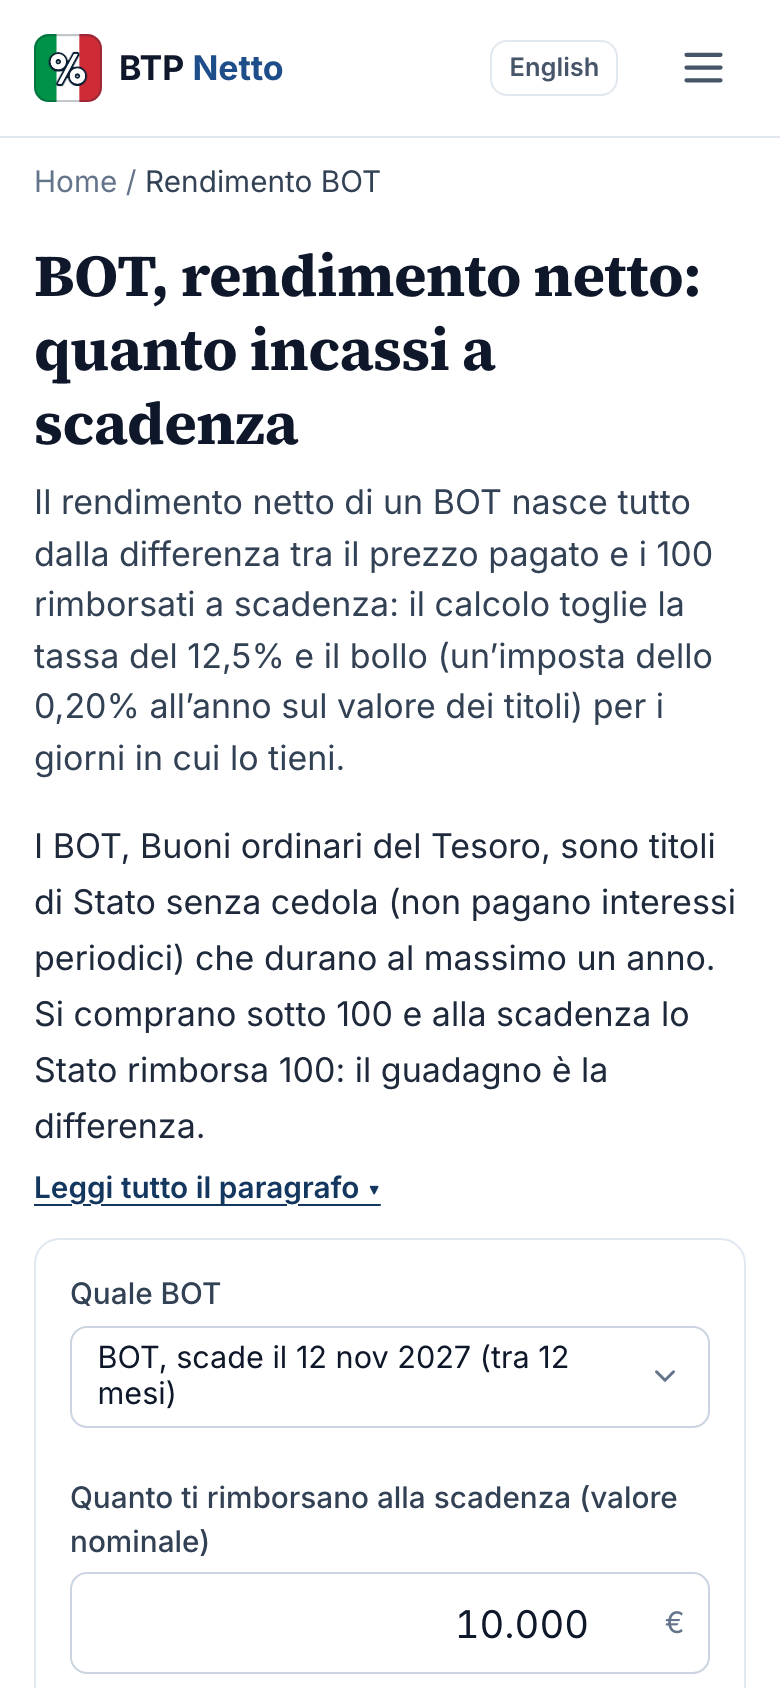 %
BTP Netto
English
Home / Rendimento BOT
BOT, rendimento netto:
quanto incassi a
scadenza
Il rendimento netto di un BOT nasce tutto
dalla differenza tra il prezzo pagato e i 100
rimborsati a scadenza: il calcolo toglie la
tassa del 12,5% e il bollo (un’imposta dello
0,20% all’anno sul valore dei titoli) per i
giorni in cui lo tieni.
I BOT, Buoni ordinari del Tesoro, sono titoli
di Stato senza cedola (non pagano interessi
periodici) che durano al massimo un anno.
Si comprano sotto 100 e alla scadenza lo
Stato rimborsa 100: il guadagno è la
differenza.
Leggi tutto il paragrafo ▾
Quale BOT
BOT, scade il 12 nov 2027 (tra 12
mesi)
Quanto ti rimborsano alla scadenza (valore
nominale)
10.000 €